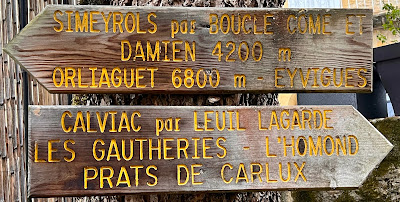 SIMEYROLS par BOUCLE COME ET
DAMIEN 4200 m
ORLIAGUET 6800 m - EYVIGUES
CALVIAC par LEUIL LAGARDE
LES GAUTHERIES - L'HOMOND
PRATS DE CARLUX